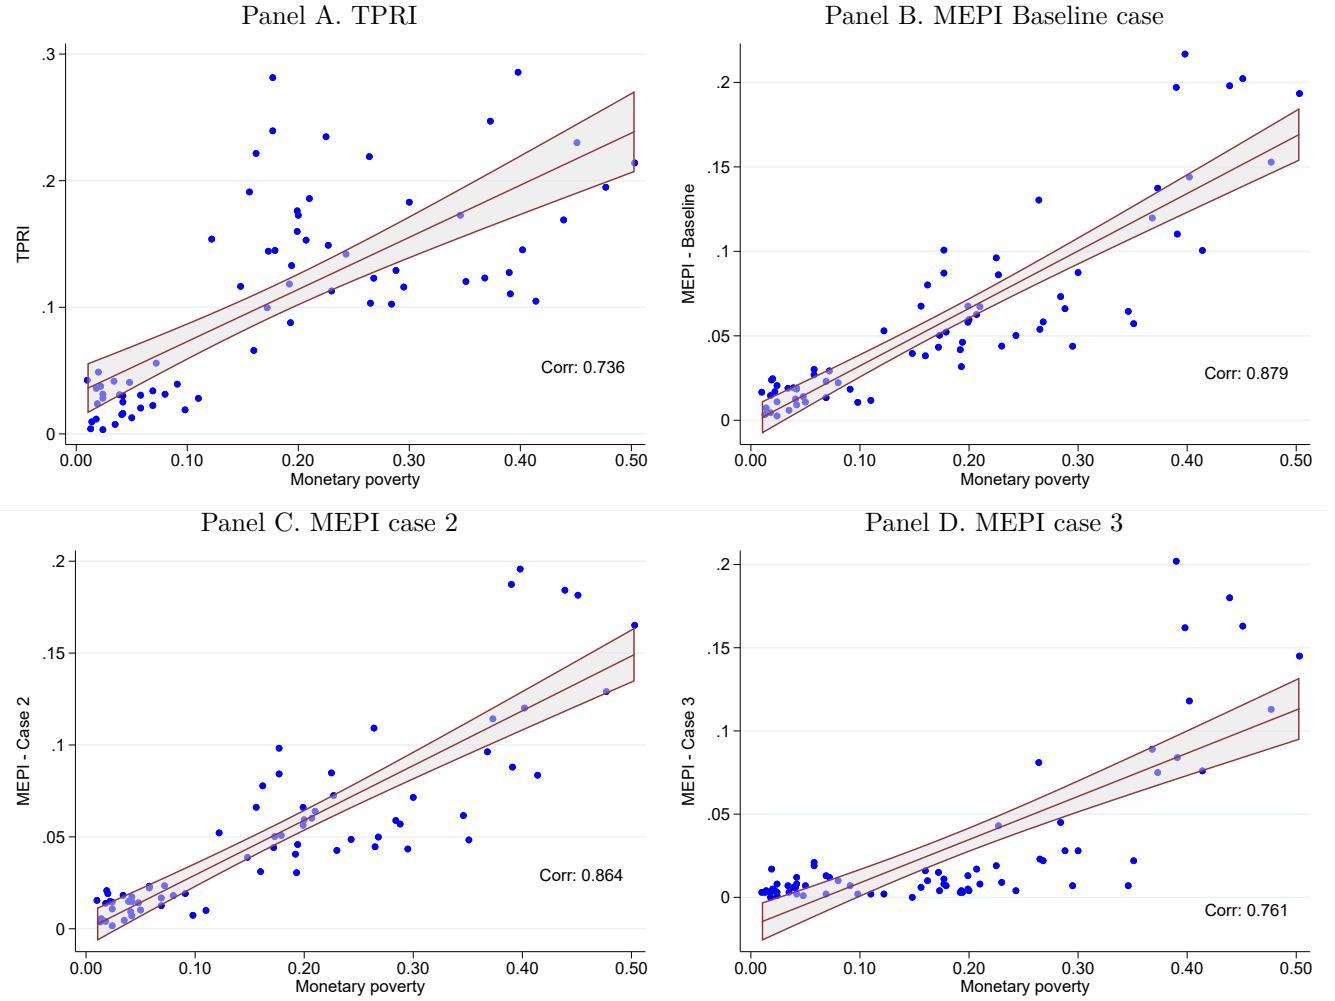 Panel A. TPRI
.3
.2
.1
0
TPRI
Corr: 0.736
0.00 0.10 0.20 0.30 0.40 0.50
Monetary poverty
Panel B. MEPI Baseline case
.2
.15
.1
.05
0
MEPI - Baseline
Corr: 0.879
0.00 0.10 0.20 0.30 0.40 0.50
Monetary poverty
Panel C. MEPI case 2
.2
.15
.1
.05
0
MEPI - Case 2
Corr: 0.864
0.00 0.10 0.20 0.30 0.40 0.50
Monetary poverty
Panel D. MEPI case 3
.2
.15
.1
.05
0
MEPI - Case 3
Corr: 0.761
0.00 0.10 0.20 0.30 0.40 0.50
Monetary poverty